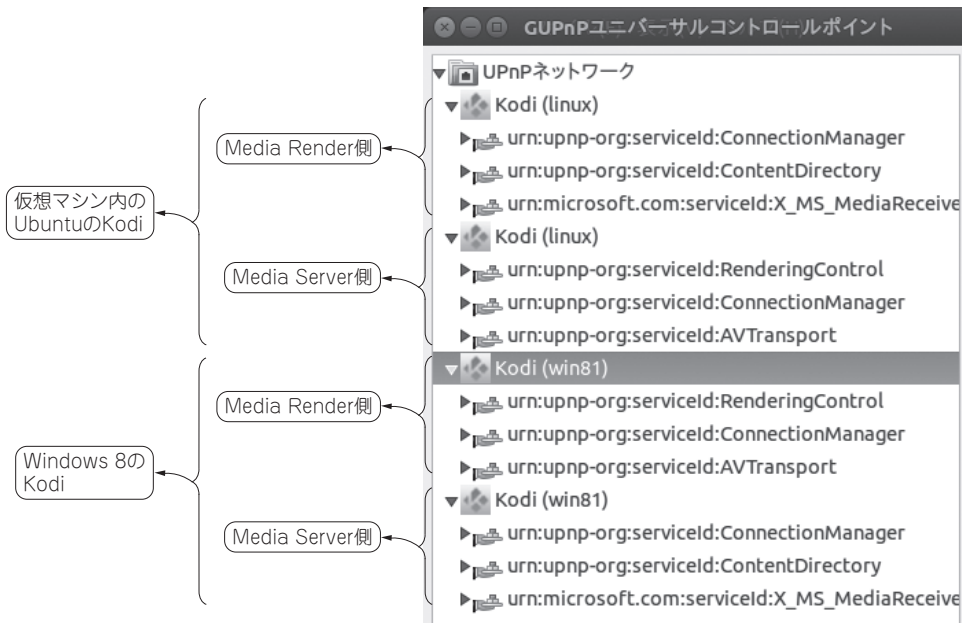 GUPnPユニバーサルコントロールポイント
UPnPネットワーク
Kodi (linux)
urn:upnp-org:serviceId:ConnectionManager
urn:upnp-org:serviceId:ContentDirectory
urn:microsoft.com:serviceId:X_MS_MediaReceive
Kodi (linux)
urn:upnp-org:serviceId:RenderingControl
urn:upnp-org:serviceId:ConnectionManager
urn:upnp-org:serviceId:AVTransport
Kodi (win81)
urn:upnp-org:serviceId:RenderingControl
urn:upnp-org:serviceId:ConnectionManager
urn:upnp-org:serviceId:AVTransport
Kodi (win81)
urn:upnp-org:serviceId:ConnectionManager
urn:upnp-org:serviceId:ContentDirectory
urn:microsoft.com:serviceId:X_MS_MediaReceive
仮想マシン内の
UbuntuのKodi
Media Render側
Media Server側
Windows 8の
Kodi
Media Render側
Media Server側